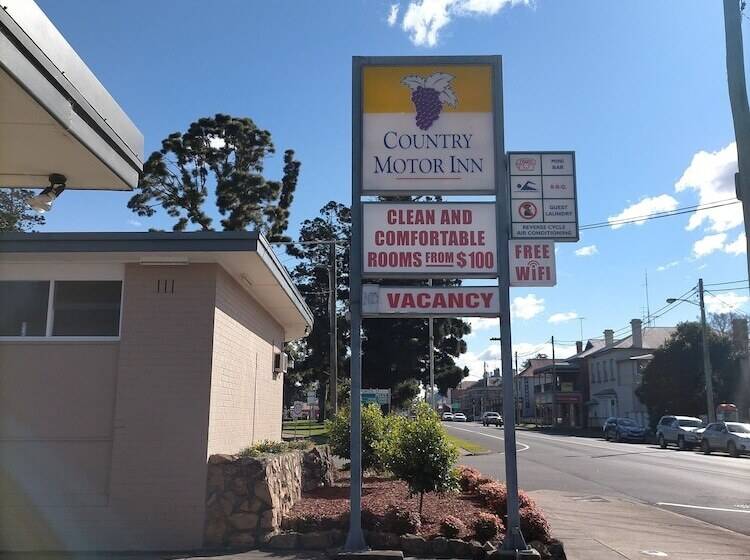 COUNTRY
MOTOR INN
CLEAN AND
COMFORTABLE
ROOMS FROM $100
VACANCY
MINI
BAR
B.B.Q.
GUEST
LAUNDRY
REVERSE CYCLE
AIR CONDITIONING
FREE
WiFi